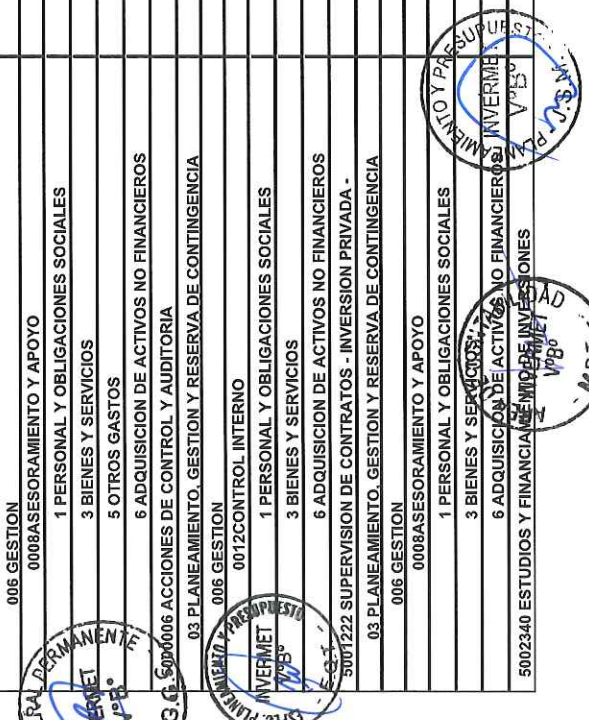 006 GESTION
0008ASESORAMIENTO Y APOYO
1 PERSONAL Y OBLIGACIONES SOCIALES
3 BIENES Y SERVICIOS
5 OTROS GASTOS
6 ADQUISICION DE ACTIVOS NO FINANCIEROS
5000006 ACCIONES DE CONTROL Y AUDITORIA
03 PLANEAMIENTO, GESTION Y RESERVA DE CONTINGENCIA
006 GESTION
0012CONTROL INTERNO
1 PERSONAL Y OBLIGACIONES SOCIALES
3 BIENES Y SERVICIOS
6 ADQUISICION DE ACTIVOS NO FINANCIEROS
5001222 SUPERVISION DE CONTRATOS - INVERSION PRIVADA -
03 PLANEAMIENTO, GESTION Y RESERVA DE CONTINGENCIA
006 GESTION
0008ASESORAMIENTO Y APOYO
1 PERSONAL Y OBLIGACIONES SOCIALES
3 BIENES Y SERVICIOS
6 ADQUISICION DE ACTIVOS NO FINANCIEROS
5002340 ESTUDIOS Y FINANCIAMIENTO DE INVERSIONES
PERMANENTE
V°B°
G.G.
PLANEAMIENTO Y PRESUPUESTO
INVERMET
V°B°
INVERMET
V°B°
Y PRESUPUESTO
INVERMET
V°B°
PLANEAMIENTO